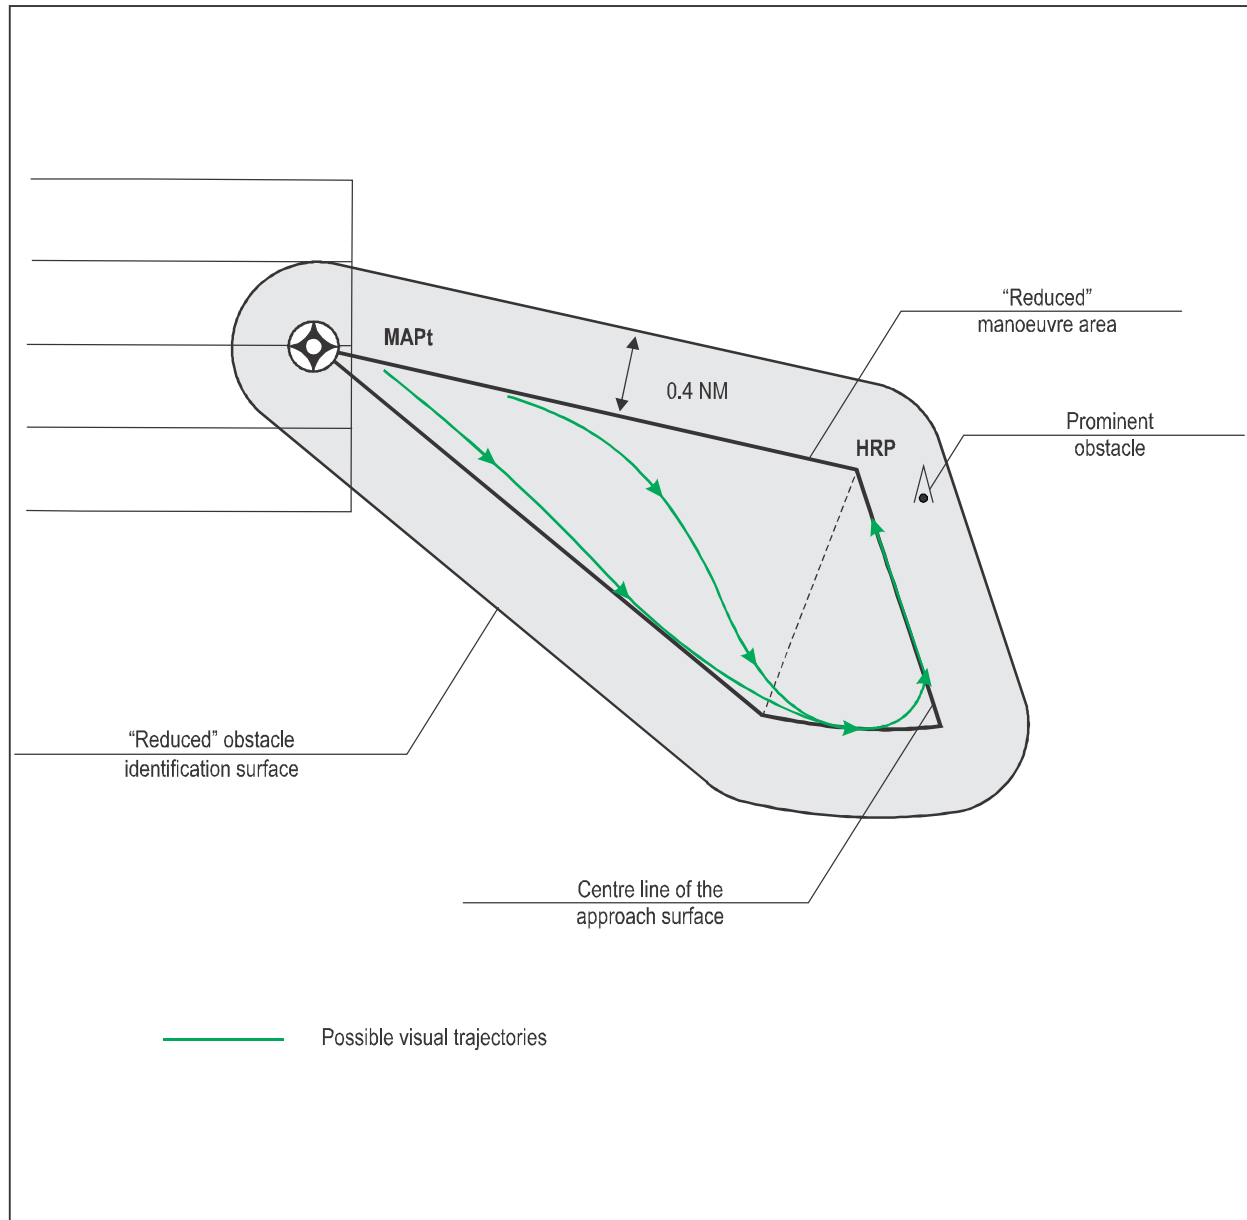 “Reduced”
manoeuvre area
MAPt
0.4 NM
Prominent
obstacle
HRP
“Reduced” obstacle
identification surface
Centre line of the
approach surface
Possible visual trajectories